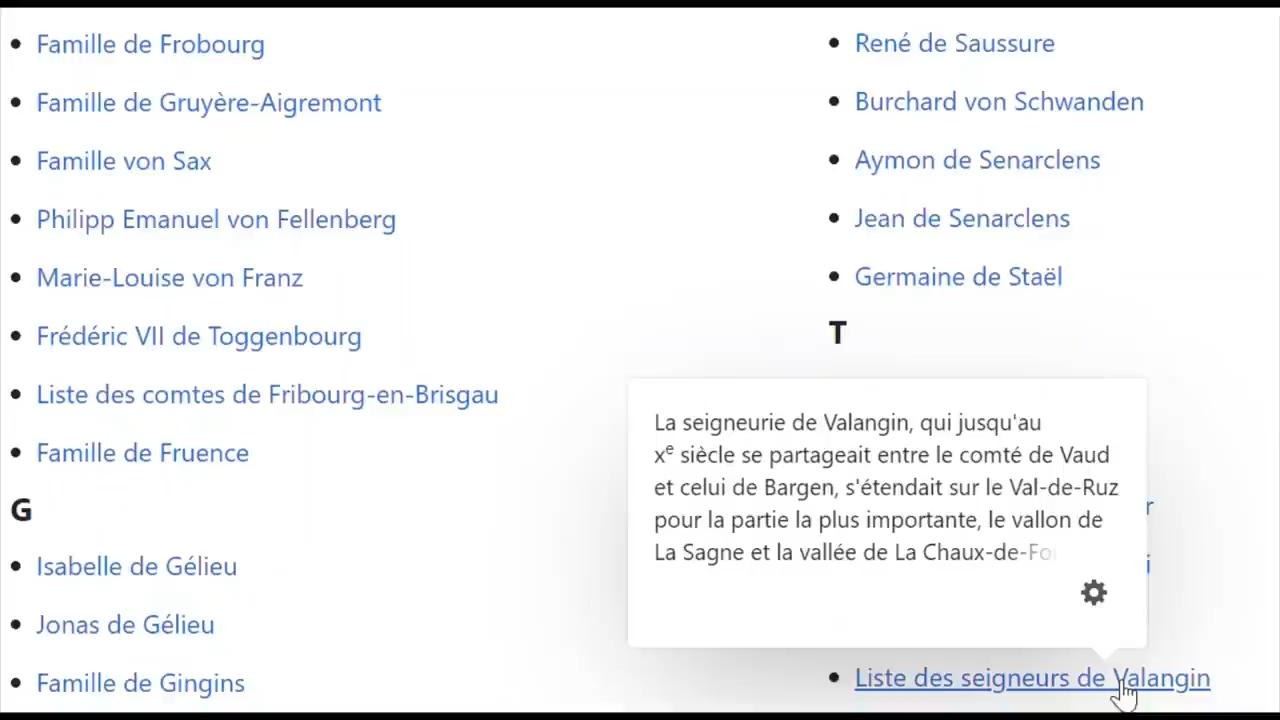 Famille de Frobourg
Famille de Gruyère-Aigremont
Famille von Sax
Philipp Emanuel von Fellenberg
Marie-Louise von Franz
Frédéric VII de Toggenbourg
Liste des comtes de Fribourg-en-Brisgau
Famille de Fruence
G
Isabelle de Gélieu
Jonas de Gélieu
Famille de Gingins
René de Saussure
Burchard von Schwanden
Aymon de Senarclens
Jean de Senarclens
Germaine de Staël
T
La seigneurie de Valangin, qui jusqu'au
xe siècle se partageait entre le comté de Vaud
et celui de Bargen, s'étendait sur le Val-de-Ruz
pour la partie la plus importante, le vallon de
La Sagne et la vallée de La Chaux-de-Fo
Liste des seigneurs de Valangin